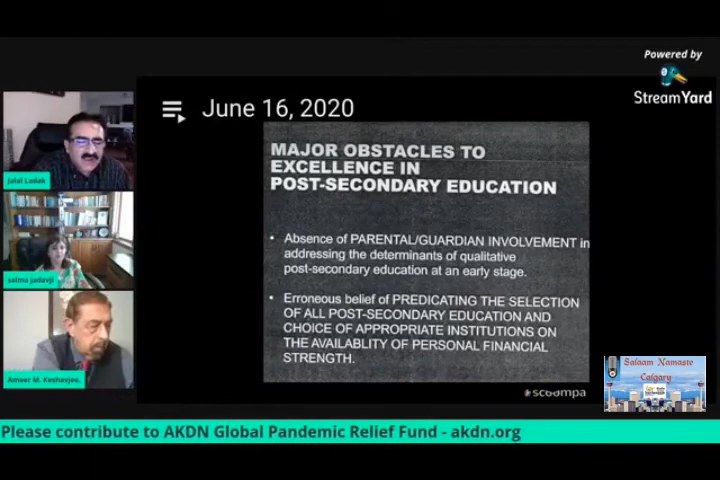 Powered by
StreamYard
June 16, 2020
MAJOR OBSTACLES TO
EXCELLENCE IN
POST-SECONDARY EDUCATION
• Absence of PARENTAL/GUARDIAN INVOLVEMENT in
addressing the determinants of qualitative
post-secondary education at an early stage.
• Erroneous belief of PREDICATING THE SELECTION
OF ALL POST-SECONDARY EDUCATION AND
CHOICE OF APPROPRIATE INSTITUTIONS ON
THE AVAILABLITY OF PERSONAL FINANCIAL
STRENGTH.
scoompa
Jalal Ladak
salma jadavji
Ameer M. Keshavjee.
Salaam Namaste
Calgary
Please contribute to AKDN Global Pandemic Relief Fund - akdn.org